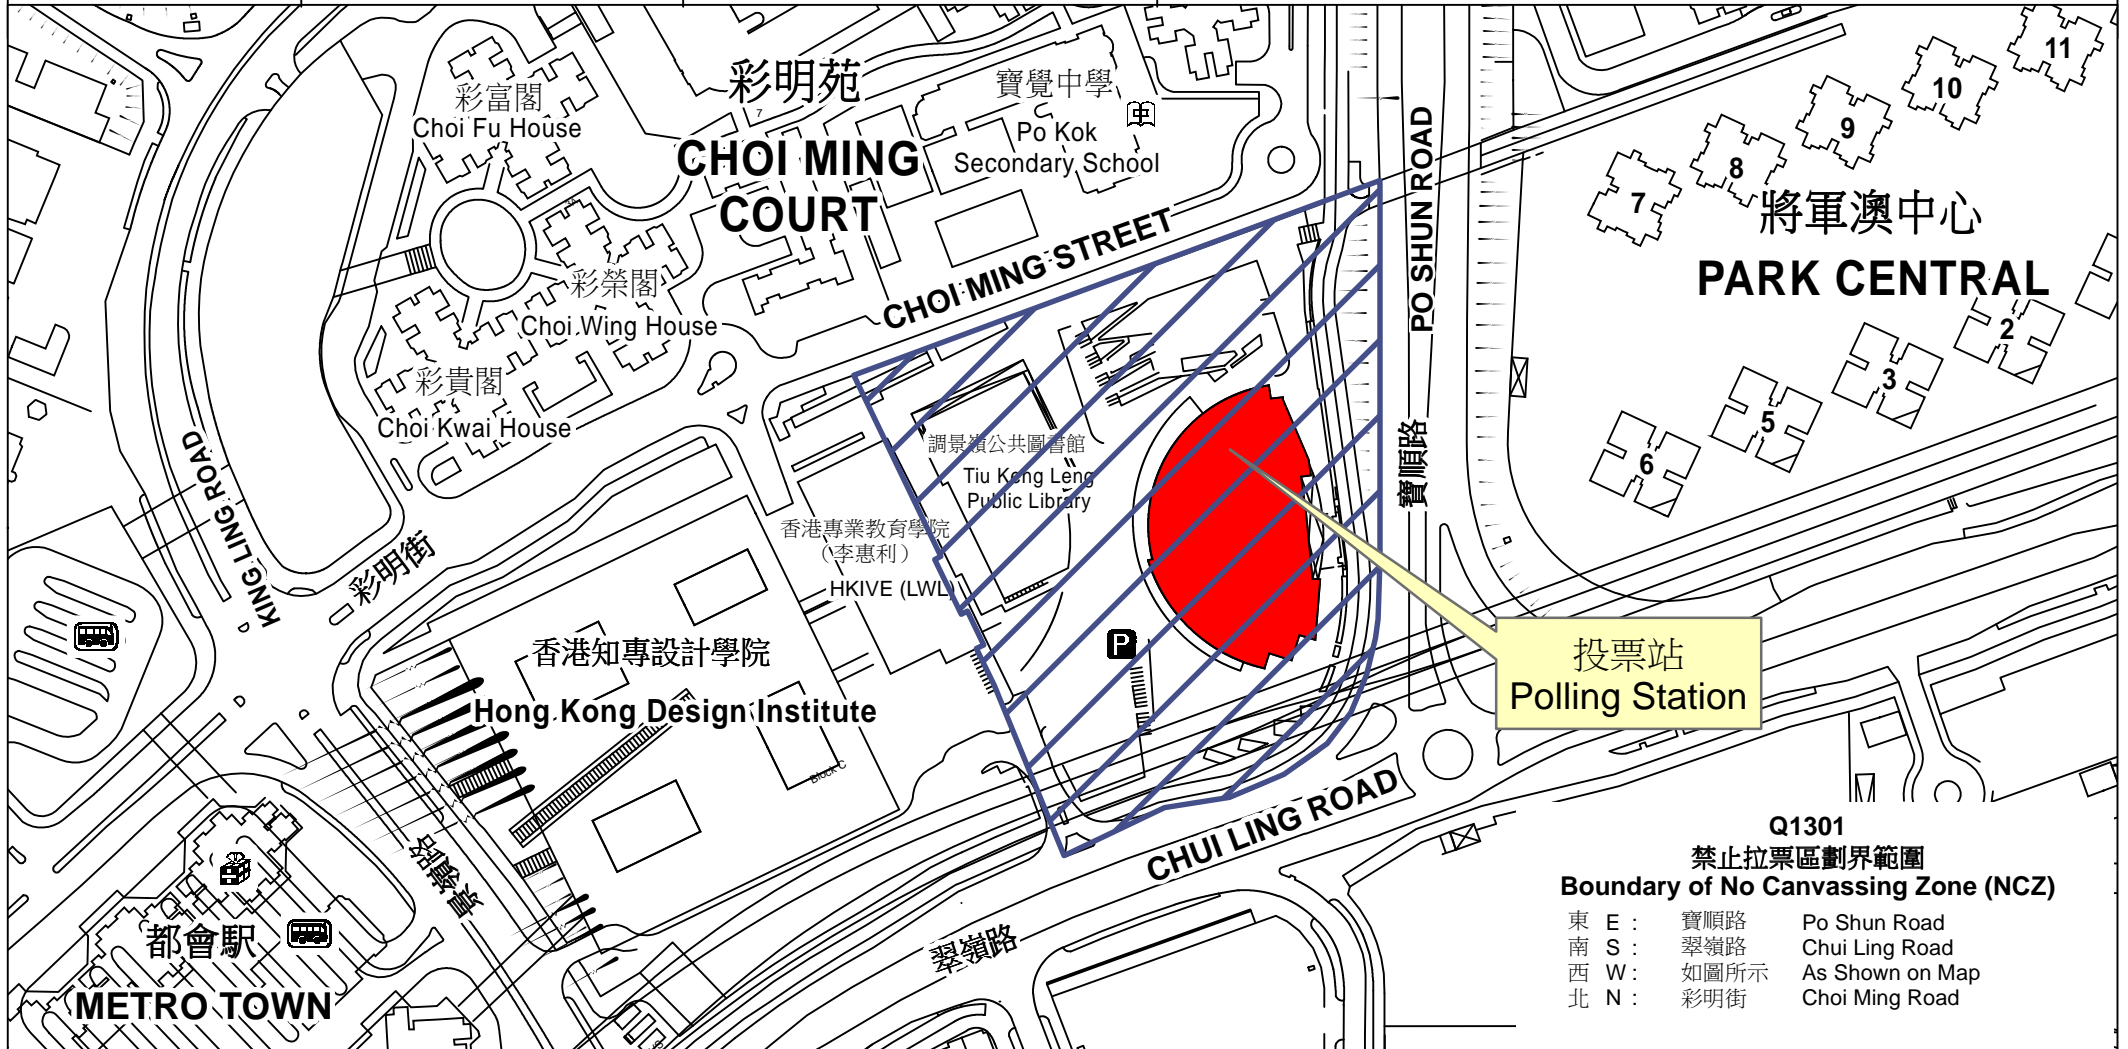 彩富閣
Choi Fu House
彩明苑
7
CHOI MING
COURT
寶覺中學
中
Po Kok
Secondary School
11
10
9
8
7
PO SHUN ROAD
將軍澳中心
PARK CENTRAL
CHOI MING STREET
彩榮閣
Choi Wing House
彩貴閣
Choi Kwai House
2
3
5
6
寶順路
調景嶺公共圖書館
Tiu Keng Leng
Public Library
KING LING ROAD
彩明街
香港專業教育學院
（李惠利）
HKIVE (LWL)
P
香港知專設計學院
Hong Kong Design Institute
Block C
投票站
Polling Station
景嶺路
CHUI LING ROAD
翠嶺路
都會駅
METRO TOWN
Q1301
禁止拉票區劃界範圍
Boundary of No Canvassing Zone (NCZ)
東 E : 寶順路 Po Shun Road
南 S : 翠嶺路 Chui Ling Road
西 W : 如圖所示 As Shown on Map
北 N : 彩明街 Choi Ming Road